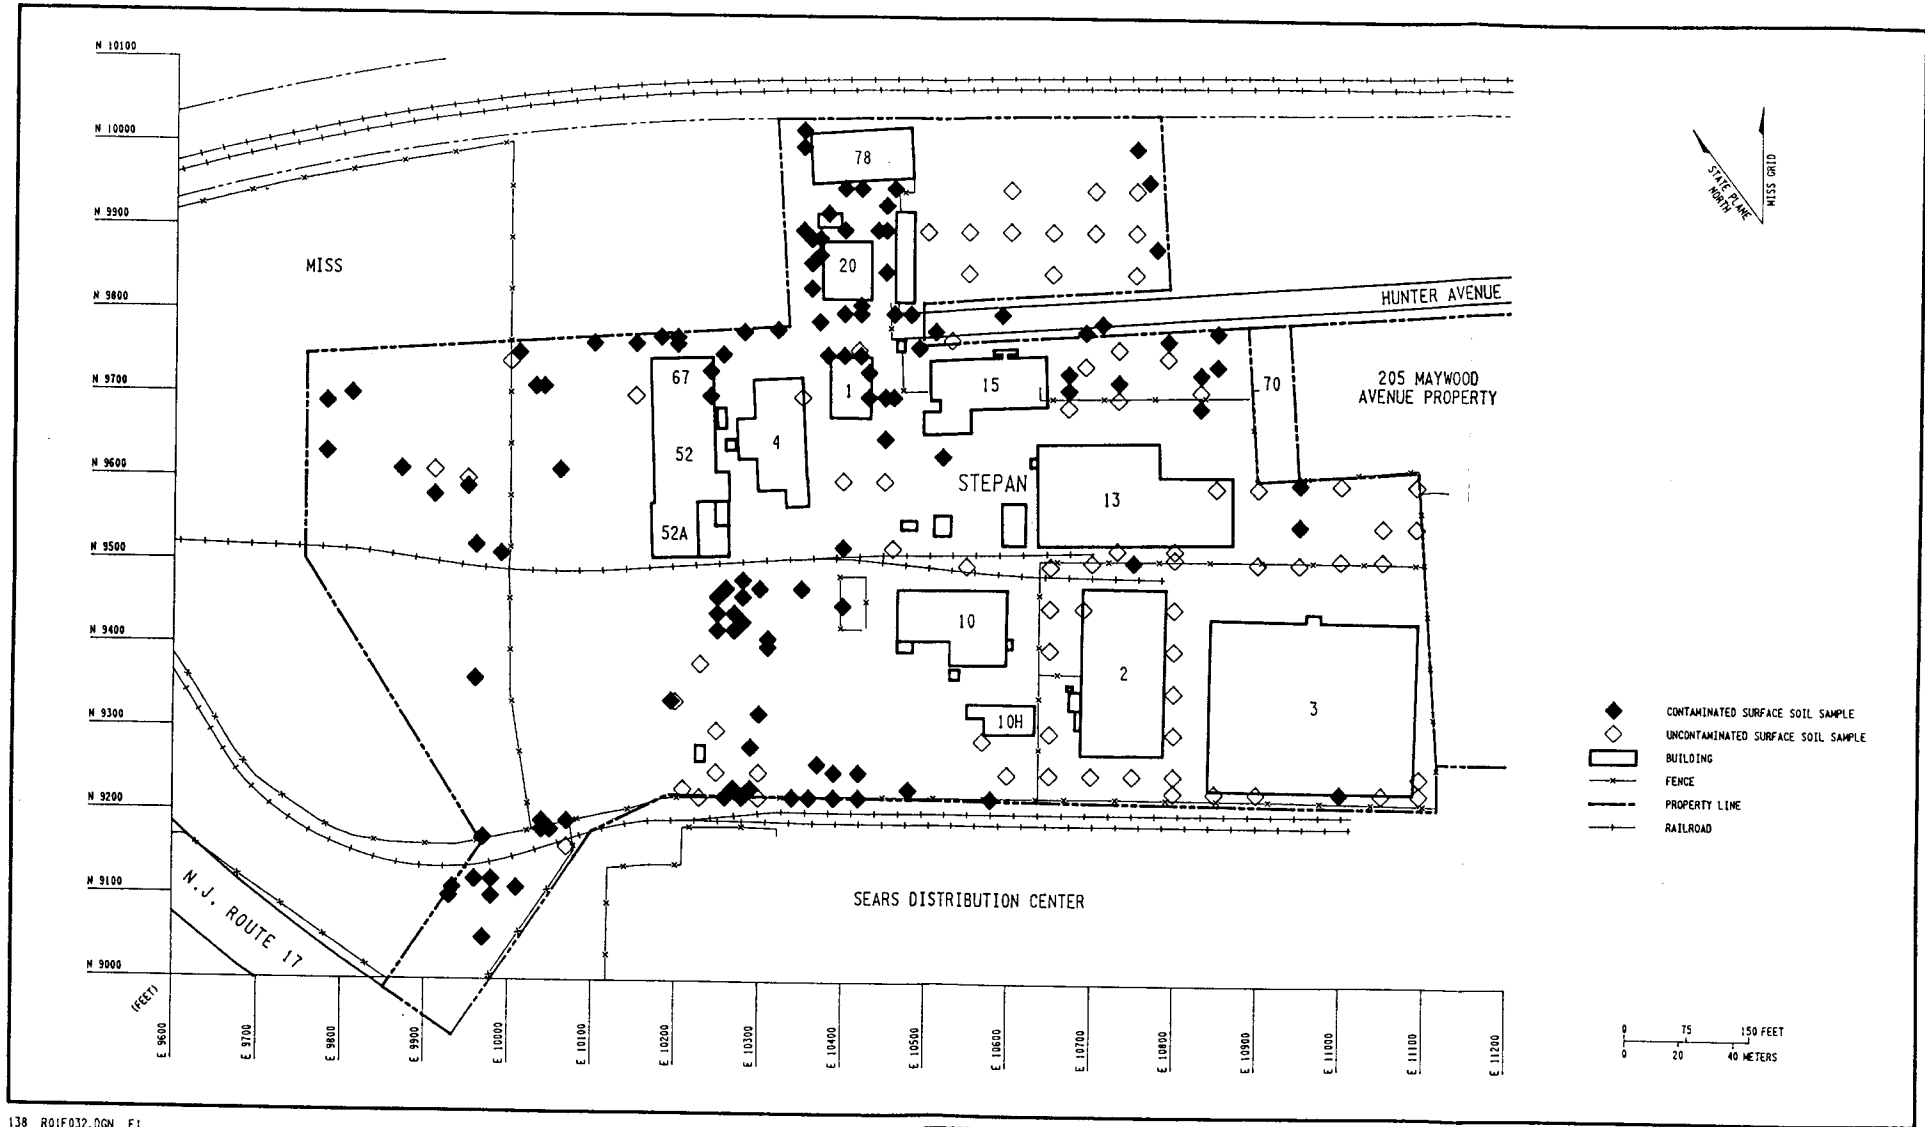 N 10100
N 10000
N 9900
N 9800
N 9700
N 9600
N 9500
N 9400
N 9300
N 9200
N 9100
N 9000
(FEET)
E 9600
E 9700
E 9800
E 9900
E 10000
E 10100
E 10200
E 10300
E 10400
E 10500
E 10600
E 10700
E 10800
E 10900
E 11000
E 11100
E 11200
MISS
78
20
HUNTER AVENUE
67
1
15
70
205 MAYWOOD
AVENUE PROPERTY
52
4
STEPAN
13
52A
10
2
10H
3
SEARS DISTRIBUTION CENTER
N.J. ROUTE 17
STATE PLANE
NORTH
MISS GRID
CONTAMINATED SURFACE SOIL SAMPLE
UNCONTAMINATED SURFACE SOIL SAMPLE
BUILDING
FENCE
PROPERTY LINE
RAILROAD
0 75 150 FEET
0 20 40 METERS
138 R01F032.DGN F1